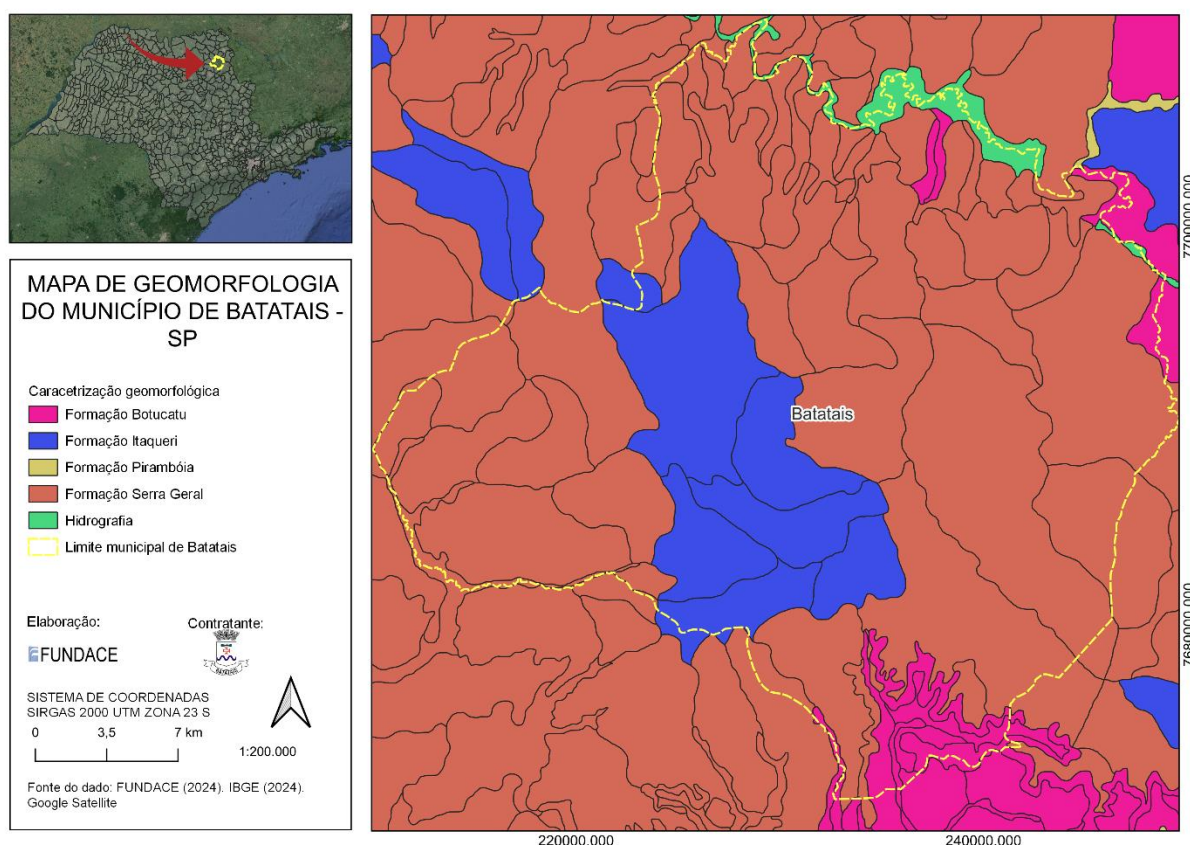 MAPA DE GEOMORFOLOGIA
DO MUNICÍPIO DE BATATAIS -
SP
Caracetrização geomorfológica
Formação Botucatu
Formação Itaqueri
Formação Pirambóia
Formação Serra Geral
Hidrografia
Limite municipal de Batatais
Elaboração:
Contratante:
FUNDACE
SISTEMA DE COORDENADAS
SIRGAS 2000 UTM ZONA 23 S
0 3,5 7 km
1:200.000
Fonte do dado: FUNDACE (2024). IBGE (2024).
Google Satellite
Batatais
7700000.000
7680000.000
220000.000
240000.000